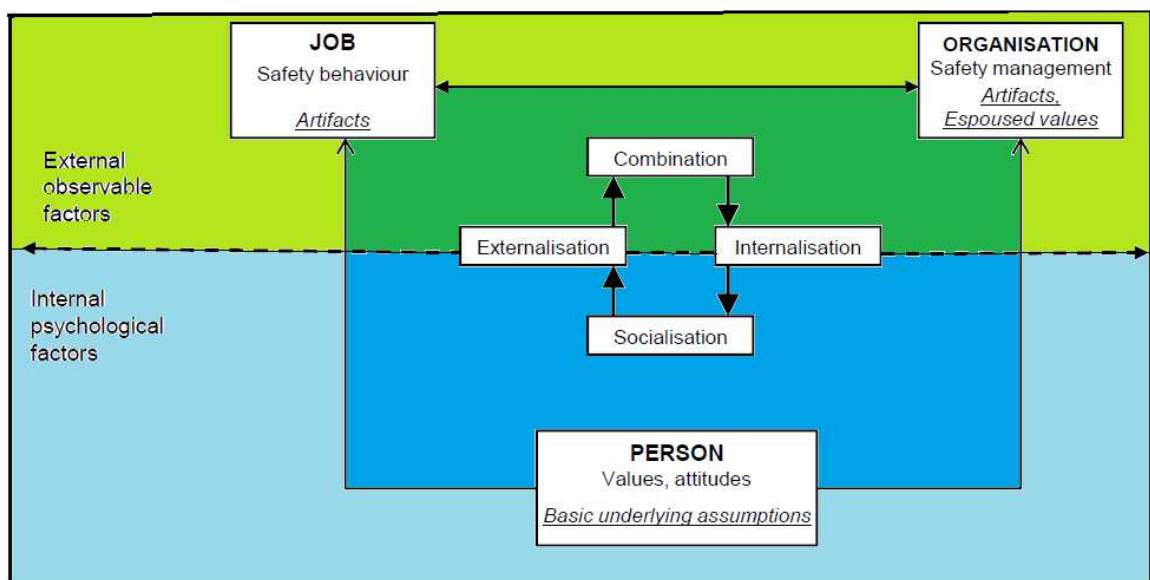 JOB
Safety behaviour
Artifacts
ORGANISATION
Safety management
Artifacts,
Espoused values
External
observable
factors
Combination
Externalisation
Internalisation
Internal
psychological
factors
Socialisation
PERSON
Values, attitudes
Basic underlying assumptions